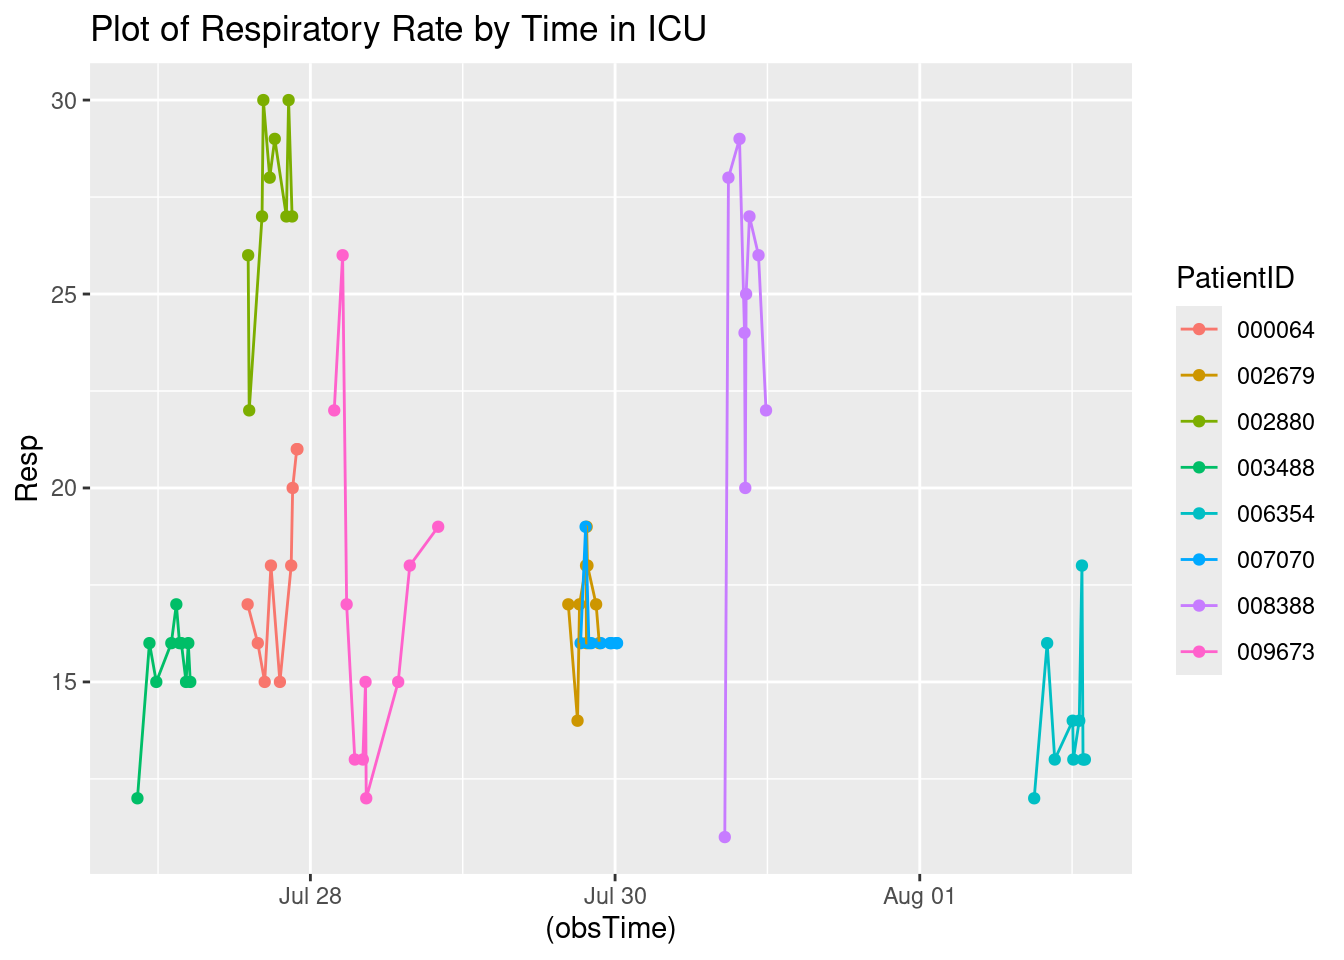 Plot of Respiratory Rate by Time in ICU
30
25
20
15
Resp
Jul 28
Jul 30
Aug 01
(obsTime)
PatientID
000064
002679
002880
003488
006354
007070
008388
009673